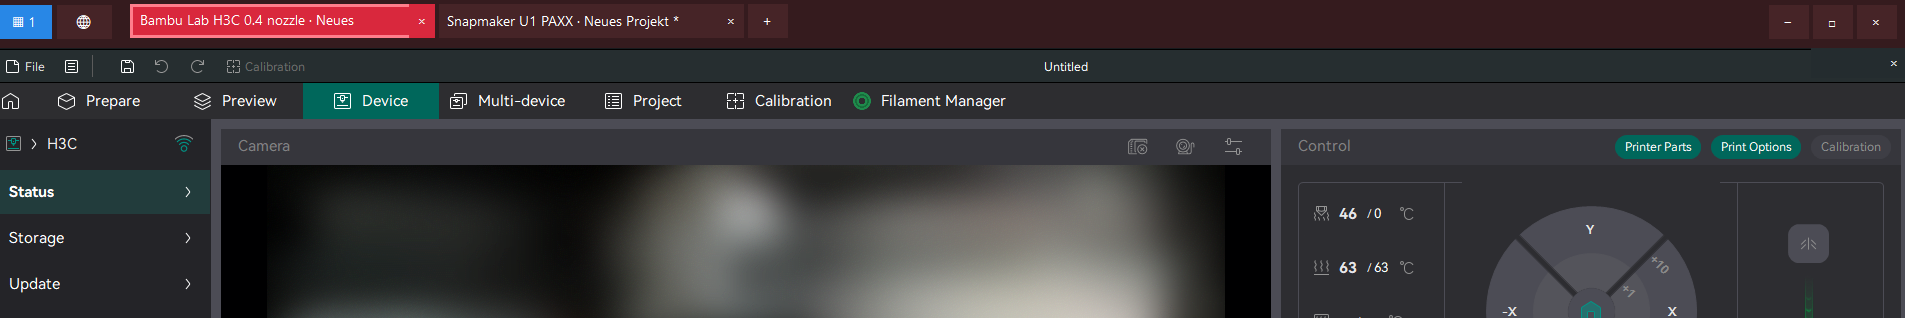 1
Bambu Lab H3C 0.4 nozzle · Neues
Snapmaker U1 PAXX · Neues Projekt *
File
Calibration
Untitled
Prepare
Preview
Device
Multi-device
Project
Calibration
Filament Manager
H3C
Camera
Control
Printer Parts
Print Options
Calibration
Status
Storage
Update
46 / 0 °C
63 / 63 °C
Y
+10
+1
-X
X